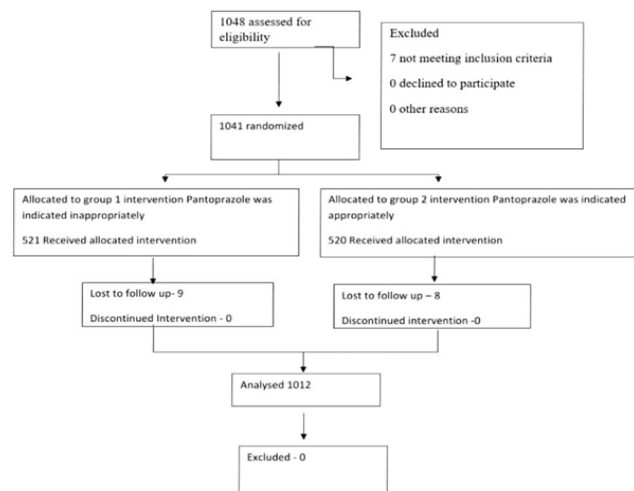 1048 assessed for
eligibility
Excluded
7 not meeting inclusion criteria
0 declined to participate
0 other reasons
1041 randomized
Allocated to group 1 intervention Pantoprazole was
indicated inappropriately
521 Received allocated intervention
Allocated to group 2 intervention Pantoprazole was indicated
appropriately
520 Received allocated intervention
Lost to follow up- 9
Discontinued Intervention - 0
Lost to follow up – 8
Discontinued intervention -0
Analysed 1012
Excluded - 0